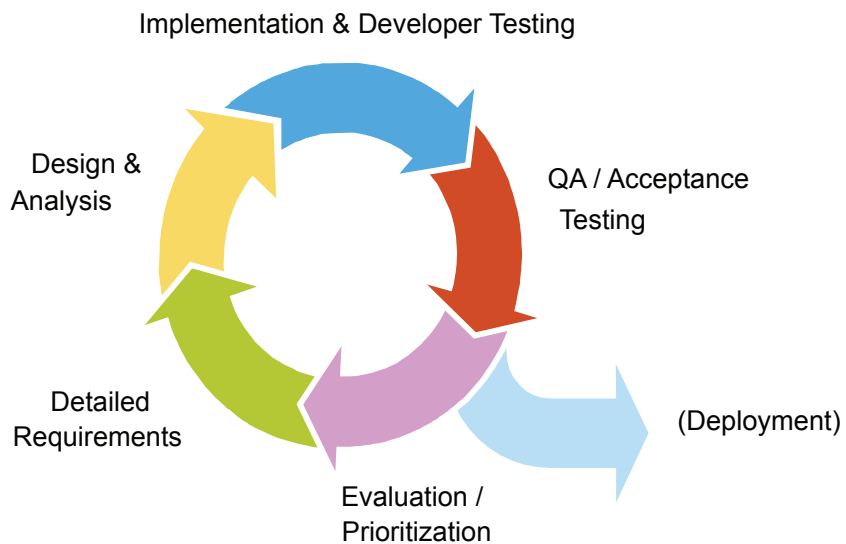 Implementation & Developer Testing
Design &
Analysis
QA / Acceptance
Testing
Detailed
Requirements
(Deployment)
Evaluation /
Prioritization